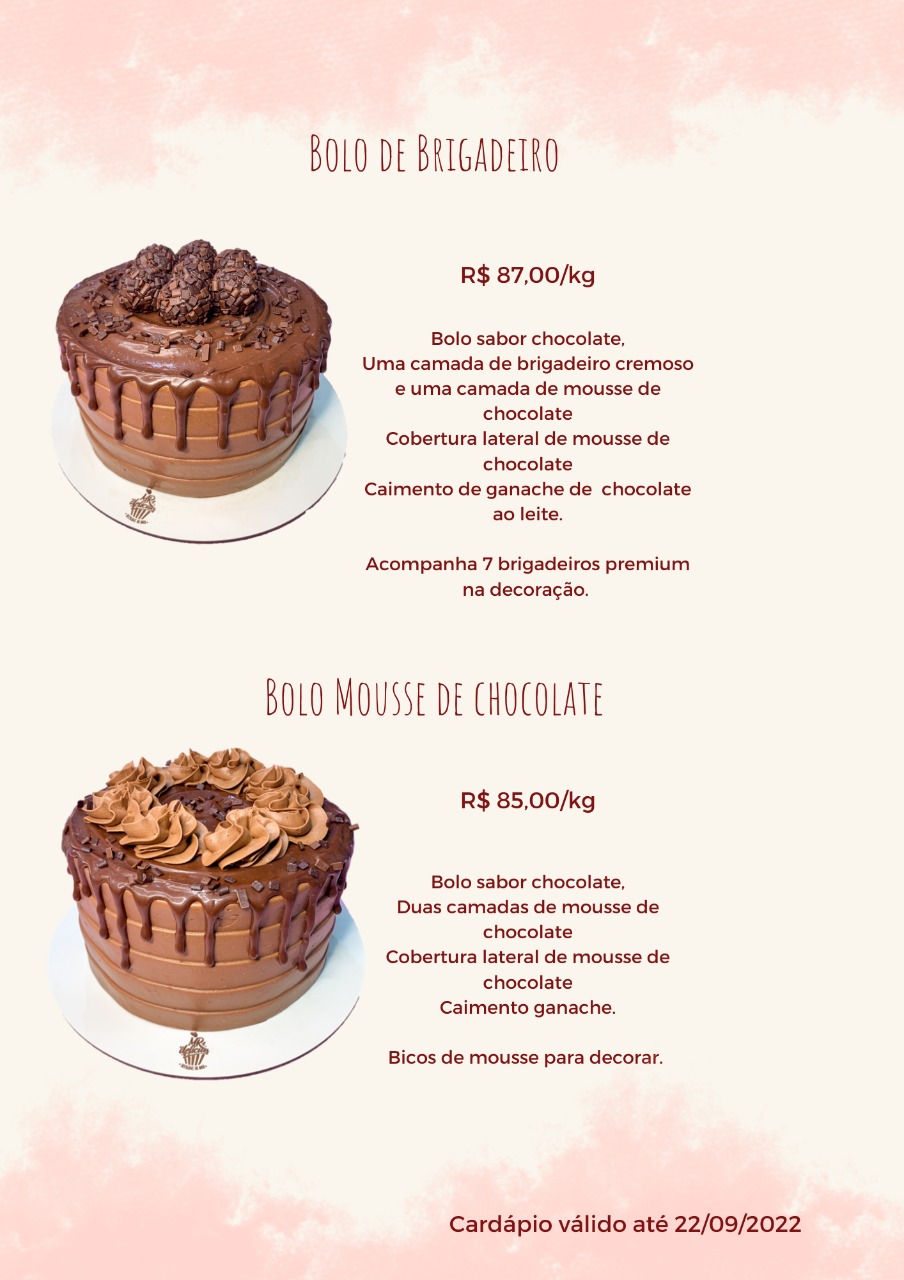 Bolo de Brigadeiro
R$ 87,00/kg
Bolo sabor chocolate,
Uma camada de brigadeiro cremoso
e uma camada de mousse de
chocolate
Cobertura lateral de mousse de
chocolate
Caimento de ganache de chocolate
ao leite.
Acompanha 7 brigadeiros premium
na decoração.
Bolo Mousse de chocolate
R$ 85,00/kg
Bolo sabor chocolate,
Duas camadas de mousse de
chocolate
Cobertura lateral de mousse de
chocolate
Caimento ganache.
Bicos de mousse para decorar.
Cardápio válido até 22/09/2022